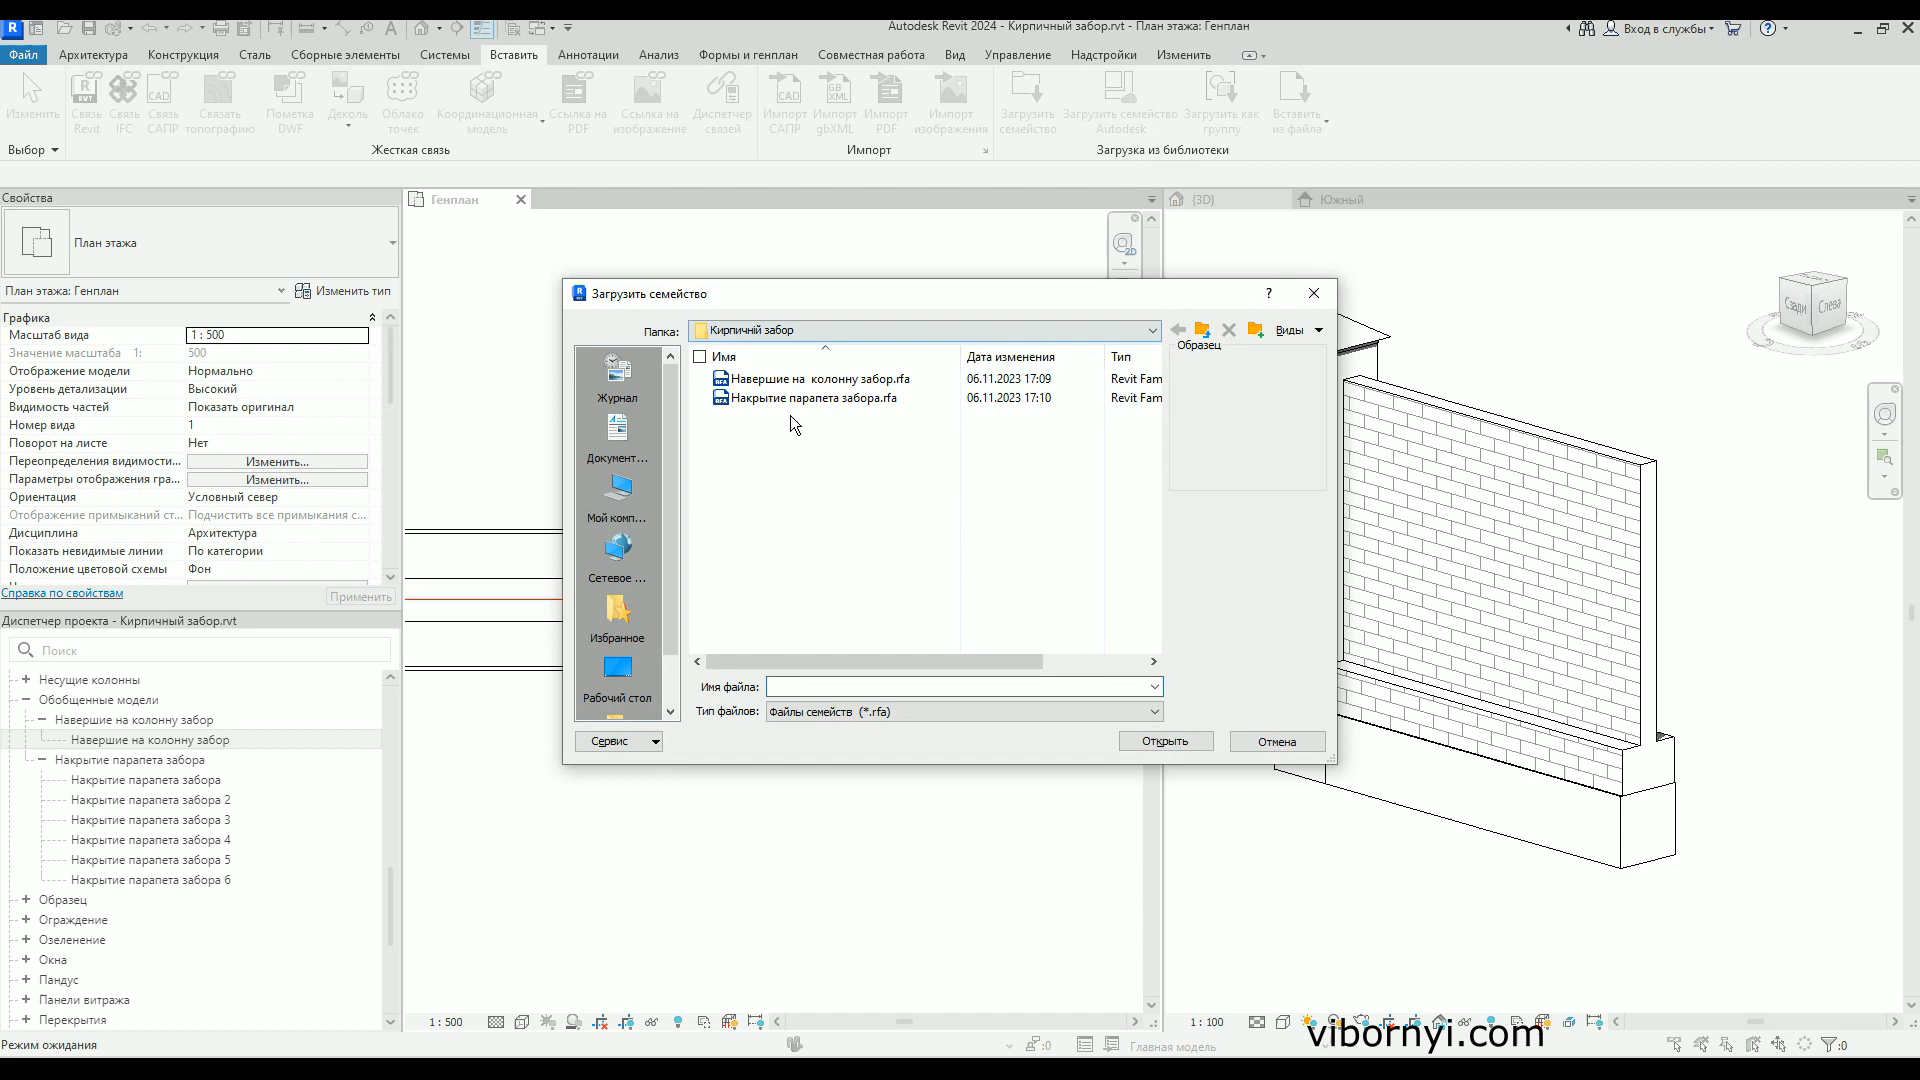 Autodesk Revit 2024 - Кирпичный забор.rvt - План этажа: Генплан
Вход в службы
Файл Архитектура Конструкция Сталь Сборные элементы Системы Вставить Аннотации Анализ Формы и генплан Совместная работа Вид Управление Надстройки Изменить
Изменить
Связь Revit
Связь IFC
Связь САПР
Связать топографию
Пометка DWF
Деколь
Облако точек
Координационная модель
Ссылка на PDF
Ссылка на изображение
Диспетчер связей
Импорт САПР
Импорт gbXML
Импорт PDF
Импорт изображения
Загрузить семейство
Загрузить семейство Autodesk
Загрузить как группу
Вставить из файла
Выбор Жесткая связь Импорт Загрузка из библиотеки
Свойства
План этажа
План этажа: Генплан Изменить тип
Графика
Масштаб вида 1 : 500
Значение масштаба 1: 500
Отображение модели Нормально
Уровень детализации Высокий
Видимость частей Показать оригинал
Номер вида 1
Поворот на листе Нет
Переопределения видимости... Изменить...
Параметры отображения гра... Изменить...
Ориентация Условный север
Отображение примыканий ст... Подчистить все примыкания с...
Дисциплина Архитектура
Показать невидимые линии По категории
Положение цветовой схемы Фон
Справка по свойствам Применить
Диспетчер проекта - Кирпичный забор.rvt
Поиск
Несущие колонны
Обобщенные модели
Навершие на колонну забор
Навершие на колонну забор
Накрытие парапета забора
Накрытие парапета забора
Накрытие парапета забора 2
Накрытие парапета забора 3
Накрытие парапета забора 4
Накрытие парапета забора 5
Накрытие парапета забора 6
Образец
Ограждение
Озеленение
Окна
Пандус
Панели витража
Перекрытия
Генплан
{3D}
Южный
2D
Сзади Слева
Загрузить семейство
Папка: Кирпичній забор Виды
Образец
Имя Дата изменения Тип
Навершие на  колонну забор.rfa 06.11.2023 17:09 Revit Fam
Накрытие парапета забора.rfa 06.11.2023 17:10 Revit Fam
Журнал
Документ...
Мой комп...
Сетевое ...
Избранное
Рабочий стол
Имя файла:
Тип файлов: Файлы семейств  (*.rfa)
Сервис Открыть Отмена
1 : 500
1 : 100
vibornyi.com
Режим ожидания :0 Главная модель :0